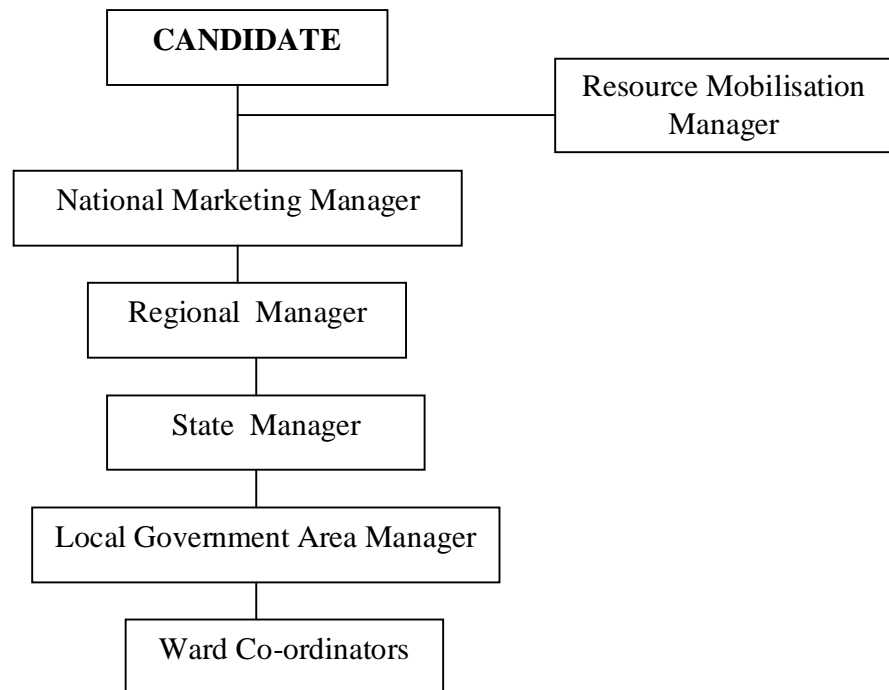 CANDIDATE
Resource Mobilisation
Manager
National Marketing Manager
Regional  Manager
State  Manager
Local Government Area Manager
Ward Co-ordinators